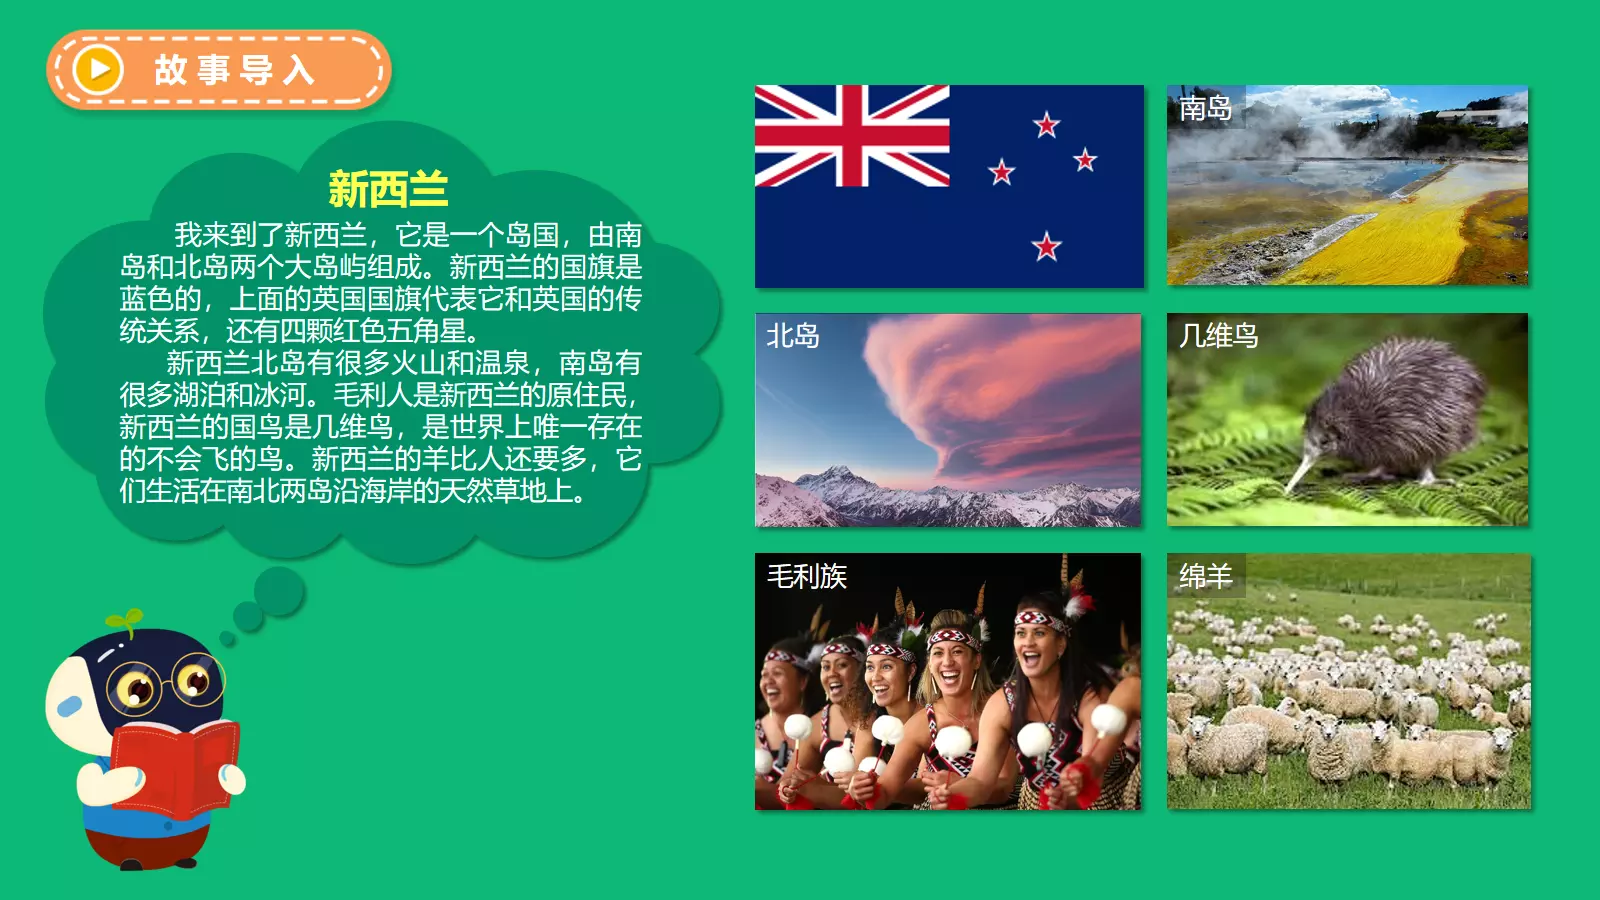 故事导入
新西兰
我来到了新西兰，它是一个岛国，由南
岛和北岛两个大岛屿组成。新西兰的国旗是
蓝色的，上面的英国国旗代表它和英国的传
统关系，还有四颗红色五角星。
新西兰北岛有很多火山和温泉，南岛有
很多湖泊和冰河。毛利人是新西兰的原住民，
新西兰的国鸟是几维鸟，是世界上唯一存在
的不会飞的鸟。新西兰的羊比人还要多，它
们生活在南北两岛沿海岸的天然草地上。
南岛
北岛
几维鸟
毛利族
绵羊